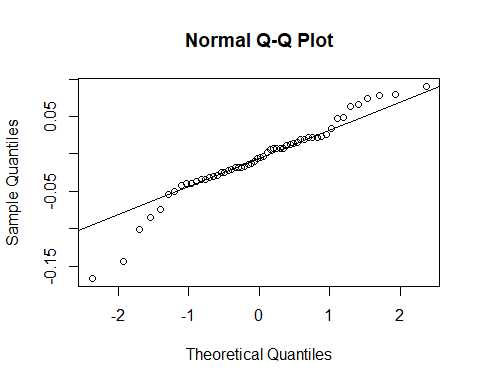 Normal Q-Q Plot
Sample Quantiles
0.05
-0.05
-0.15
-2 -1 0 1 2
Theoretical Quantiles